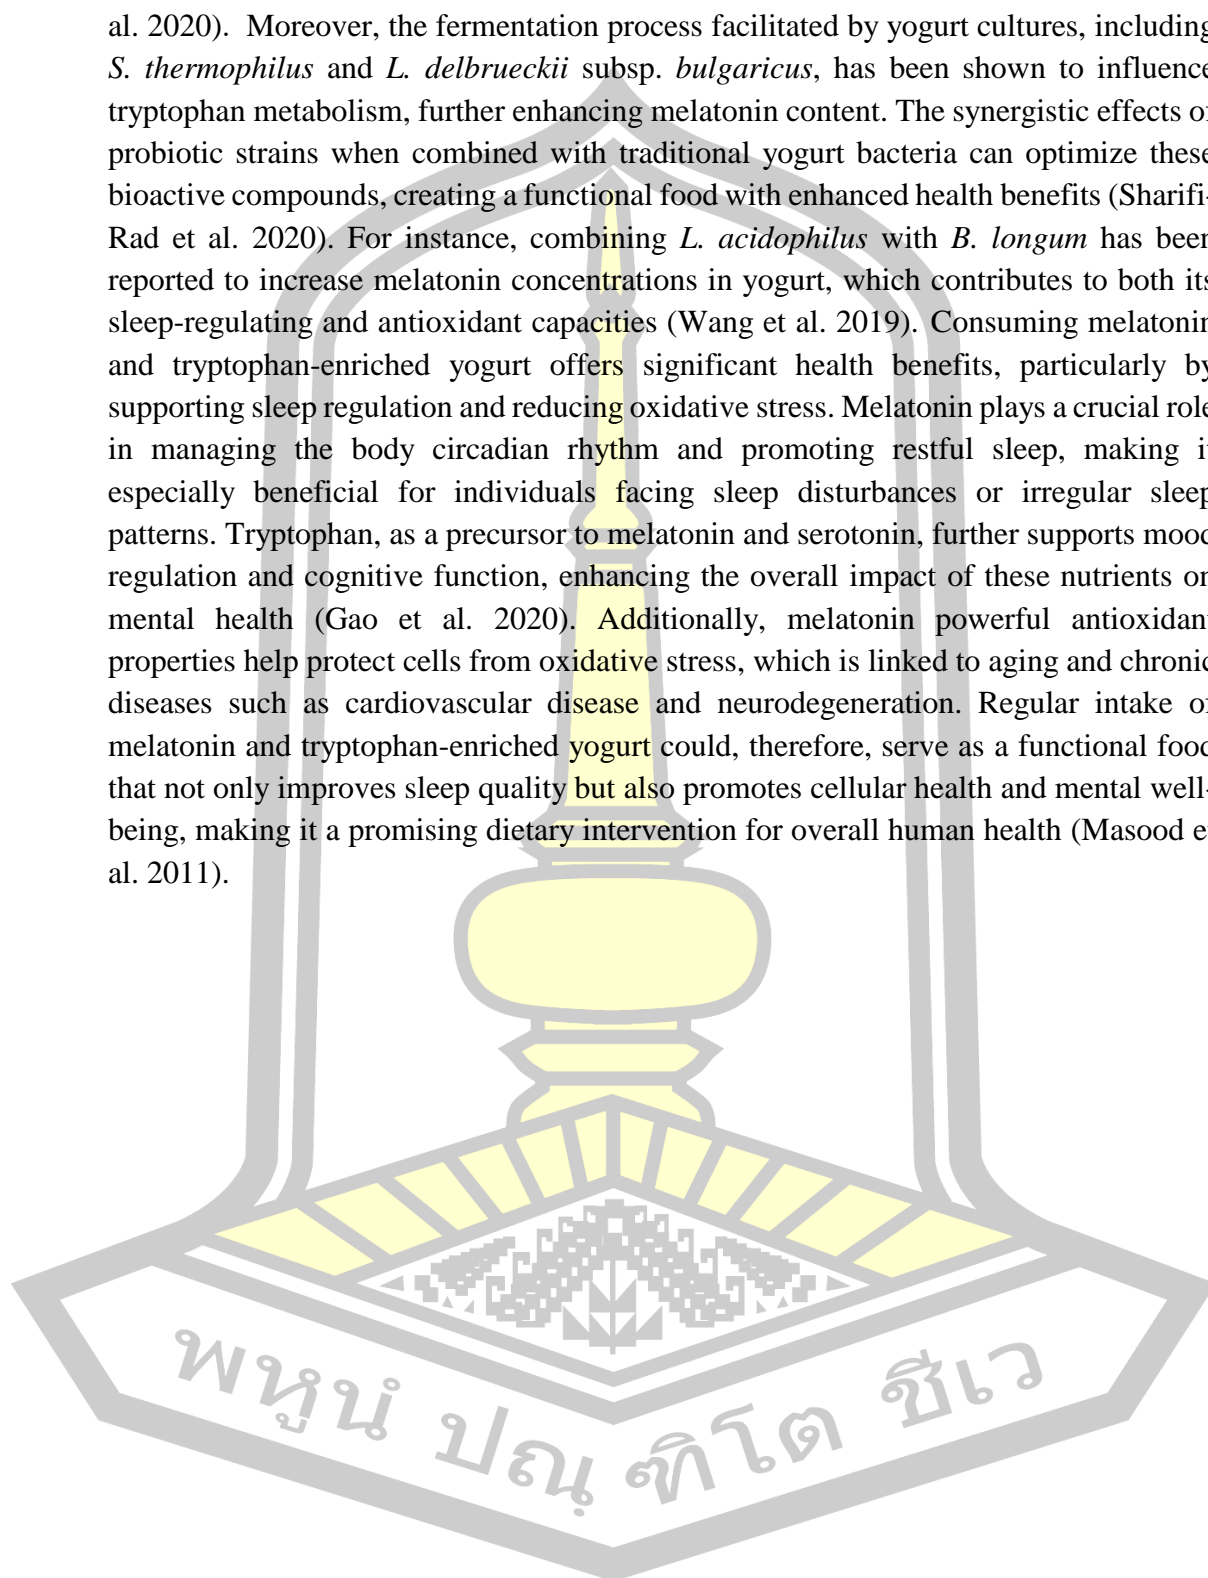 al. 2020).  Moreover, the fermentation process facilitated by yogurt cultures, including
S. thermophilus and L. delbrueckii subsp. bulgaricus, has been shown to influence
tryptophan metabolism, further enhancing melatonin content. The synergistic effects of
probiotic strains when combined with traditional yogurt bacteria can optimize these
bioactive compounds, creating a functional food with enhanced health benefits (Sharifi-
Rad et al. 2020). For instance, combining L. acidophilus with B. longum has been
reported to increase melatonin concentrations in yogurt, which contributes to both its
sleep-regulating and antioxidant capacities (Wang et al. 2019). Consuming melatonin
and tryptophan-enriched yogurt offers significant health benefits, particularly by
supporting sleep regulation and reducing oxidative stress. Melatonin plays a crucial role
in managing the body circadian rhythm and promoting restful sleep, making it
especially beneficial for individuals facing sleep disturbances or irregular sleep
patterns. Tryptophan, as a precursor to melatonin and serotonin, further supports mood
regulation and cognitive function, enhancing the overall impact of these nutrients on
mental health (Gao et al. 2020). Additionally, melatonin powerful antioxidant
properties help protect cells from oxidative stress, which is linked to aging and chronic
diseases such as cardiovascular disease and neurodegeneration. Regular intake of
melatonin and tryptophan-enriched yogurt could, therefore, serve as a functional food
that not only improves sleep quality but also promotes cellular health and mental well-
being, making it a promising dietary intervention for overall human health (Masood et
al. 2011).
พหูนํ ปณฺ ฑิโต ชีเว